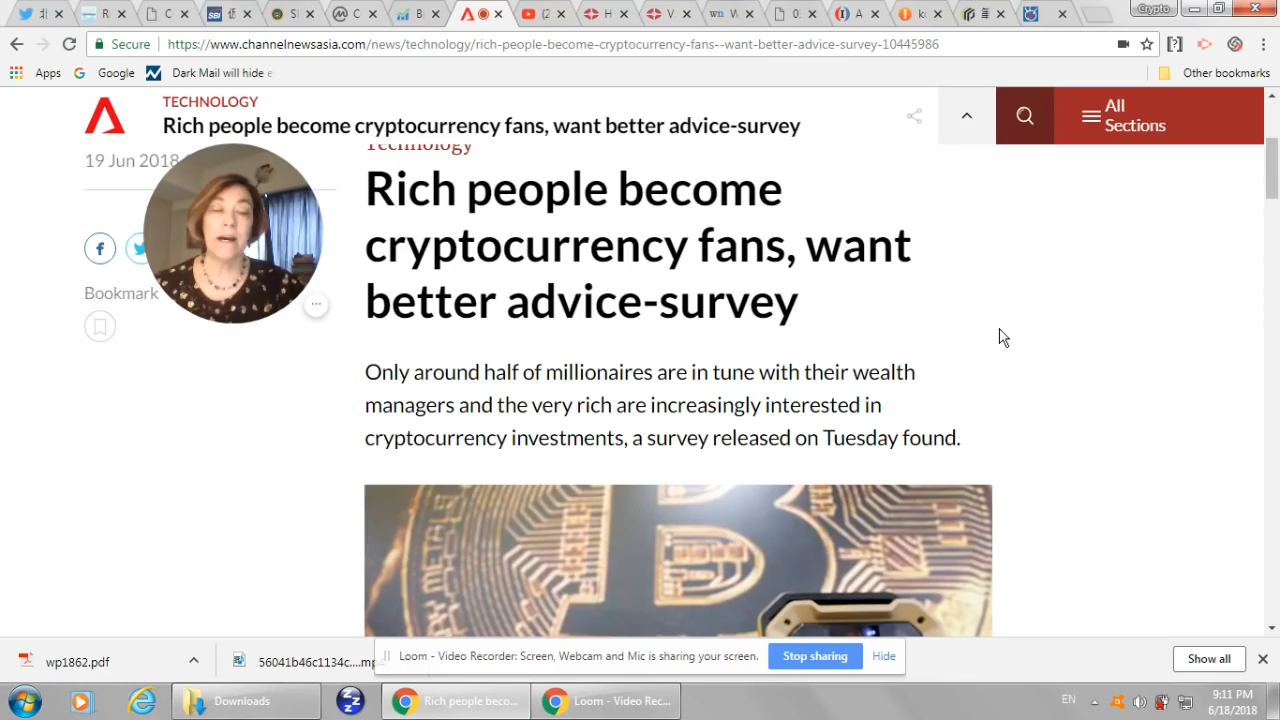 SBI
Crypto
Secure
https://www.channelnewsasia.com/news/technology/rich-people-become-cryptocurrency-fans--want-better-advice-survey-10445986
Apps
Google
Dark Mail will hide e
Other bookmarks
TECHNOLOGY
Rich people become cryptocurrency fans, want better advice-survey
All
Sections
19 Jun 2018
Technology
Rich people become
cryptocurrency fans, want
better advice-survey
Bookmark
Only around half of millionaires are in tune with their wealth
managers and the very rich are increasingly interested in
cryptocurrency investments, a survey released on Tuesday found.
wp1862.pdf
56041b46c1134c....mp
Loom - Video Recorder: Screen, Webcam and Mic is sharing your screen.
Stop sharing
Hide
Show all
Downloads
Rich people beco...
Loom - Video Rec...
EN
9:11 PM
6/18/2018